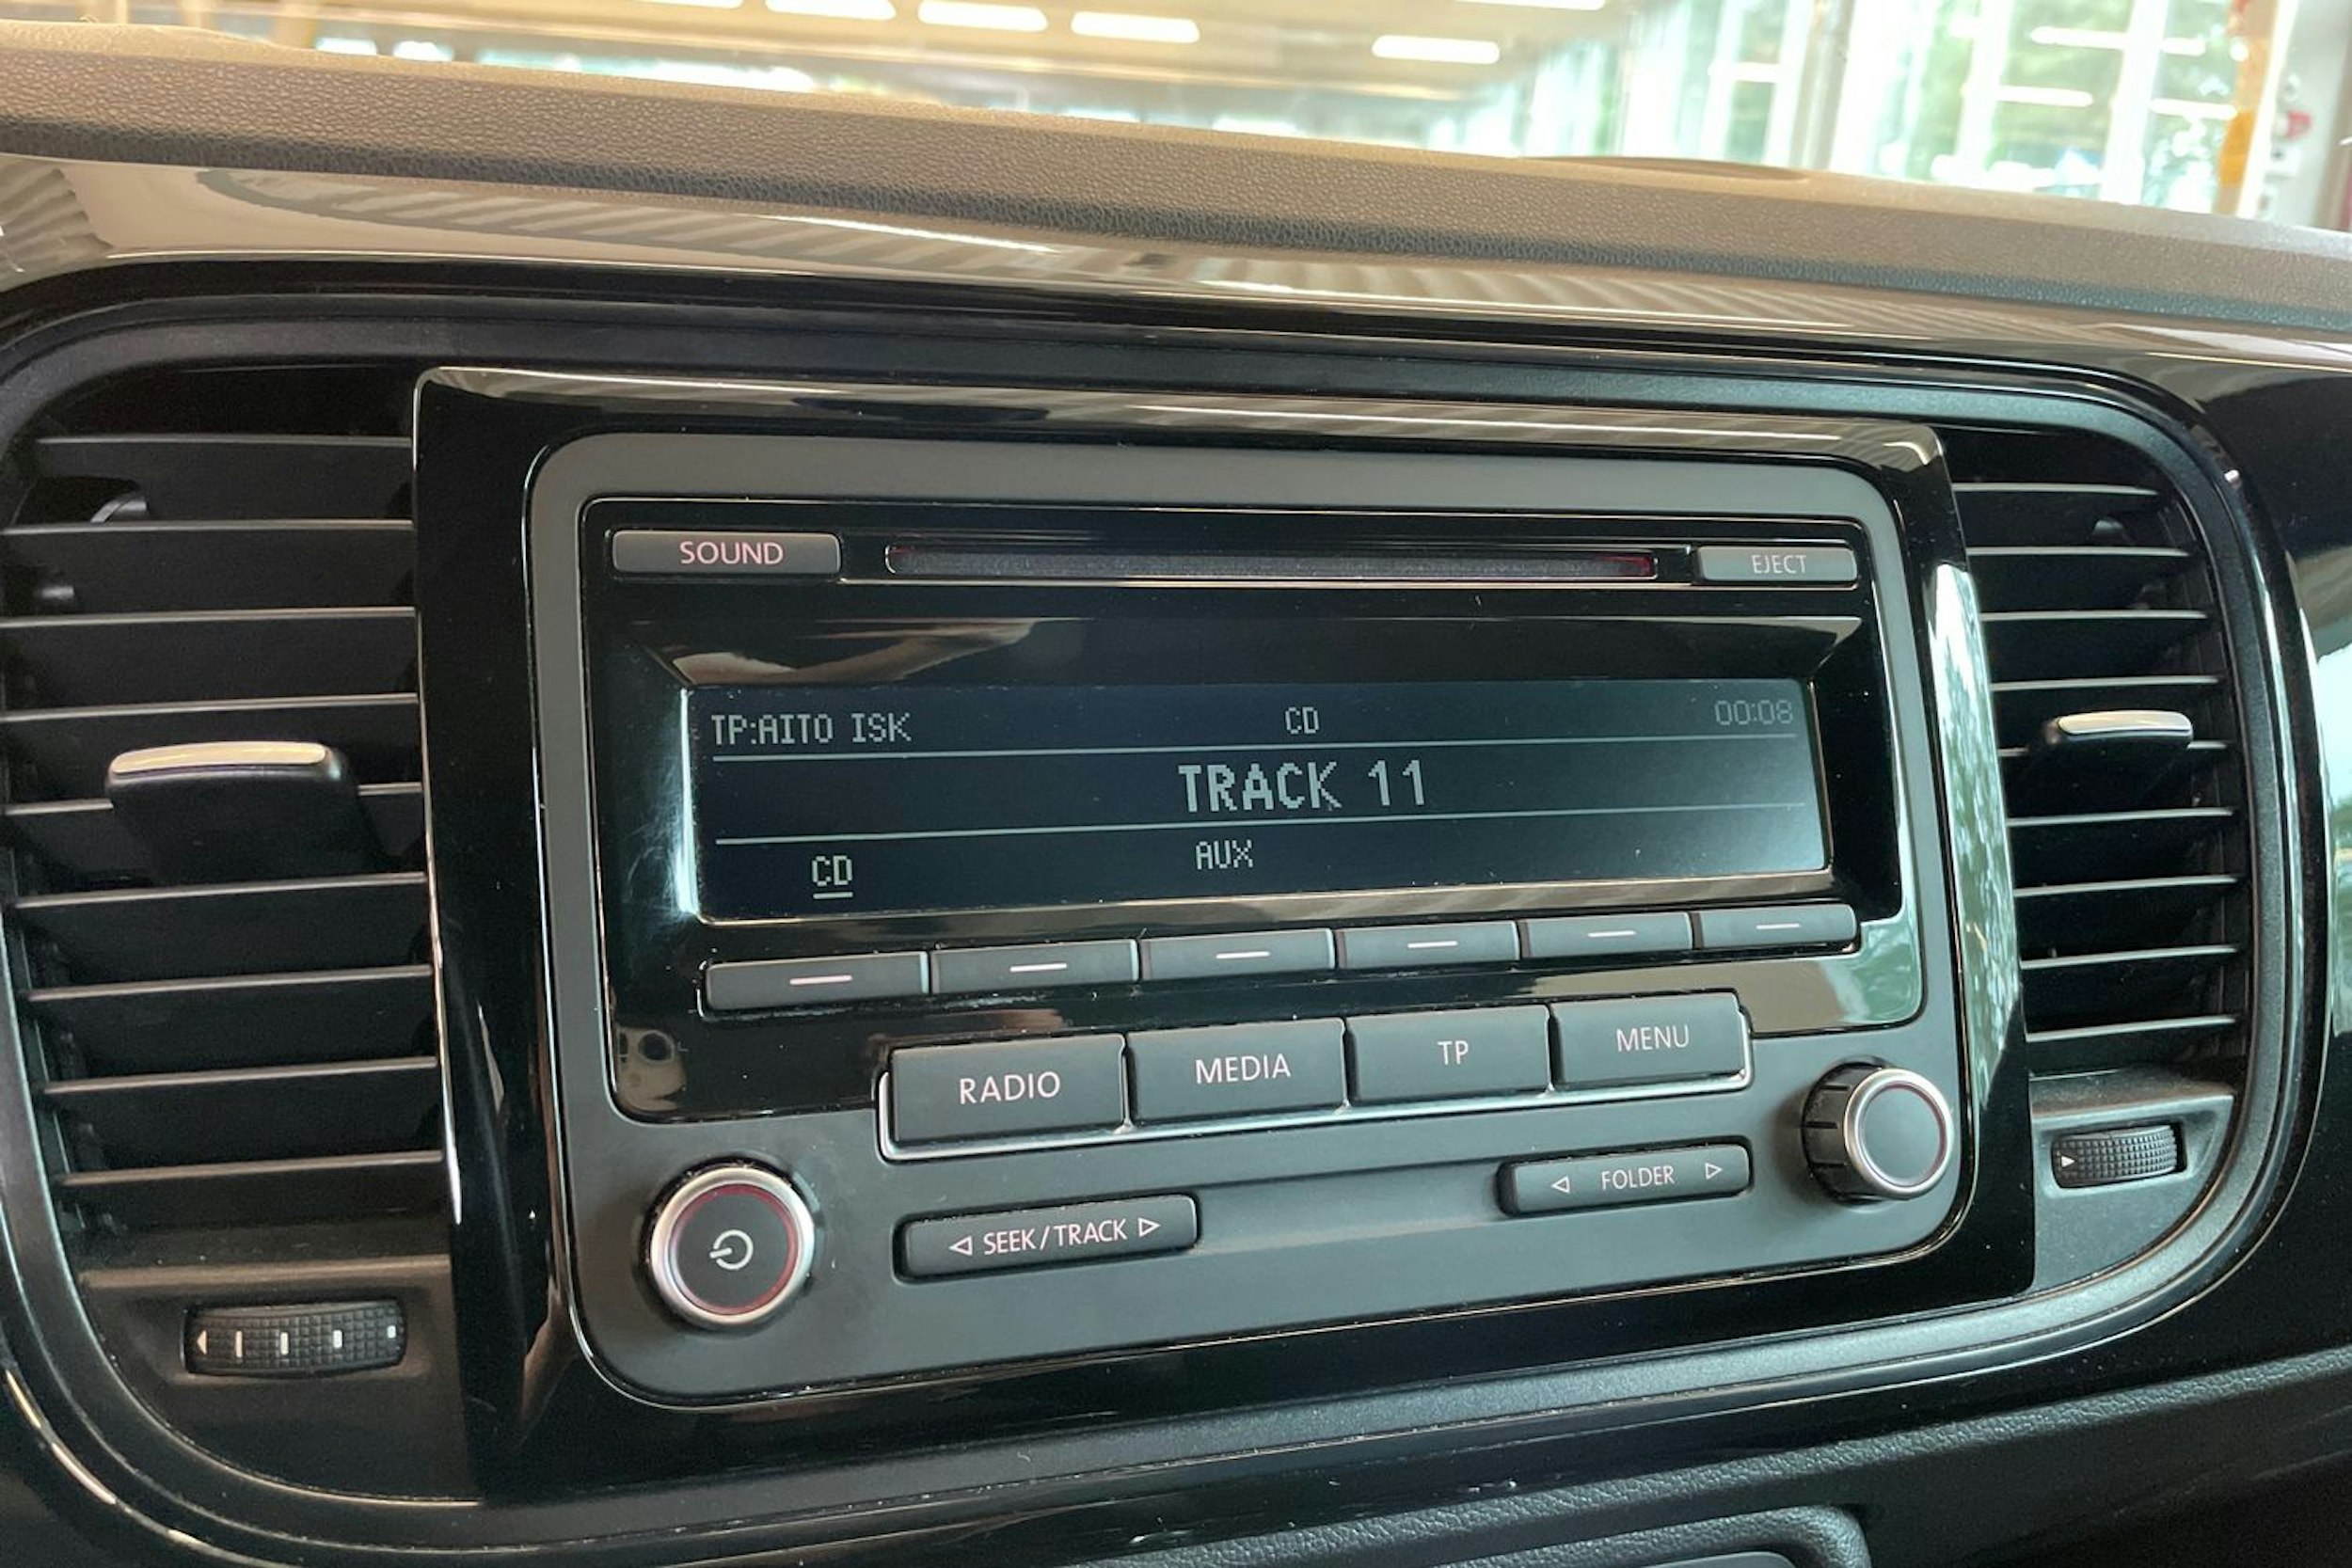 SOUND EJECT
TP:AITO ISK CD 00:08
TRACK 11
CD AUX
RADIO MEDIA TP MENU
◁ SEEK/TRACK ▷ ◁ FOLDER ▷